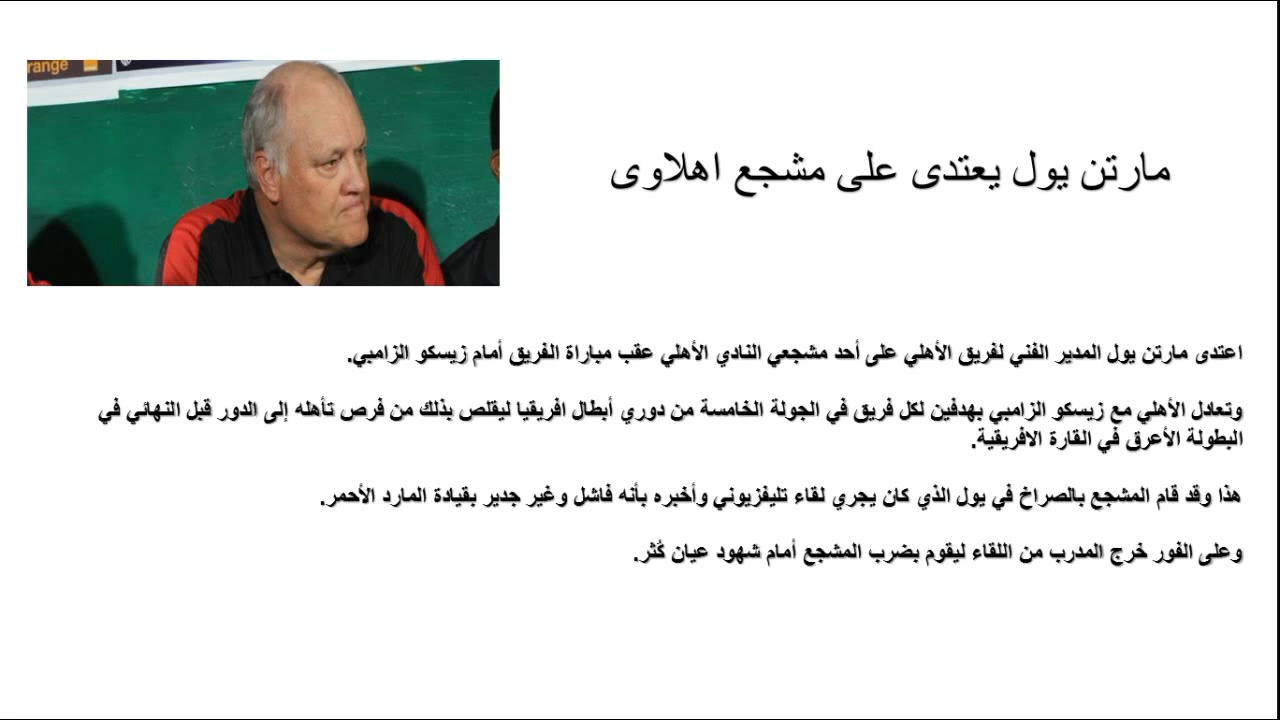 range
مارتن يول يعتدى على مشجع اهلاوى
اعتدى مارتن يول المدير الفني لفريق الأهلي على أحد مشجعي النادي الأهلي عقب مباراة الفريق أمام زيسكو الزامبي.
وتعادل الأهلي مع زيسكو الزامبي بهدفين لكل فريق في الجولة الخامسة من دوري أبطال افريقيا ليقلص بذلك من فرص تأهله إلى الدور قبل النهائي في
البطولة الأعرق في القارة الافريقية.
هذا وقد قام المشجع بالصراخ في يول الذي كان يجري لقاء تليفزيوني وأخبره بأنه فاشل وغير جدير بقيادة المارد الأحمر.
وعلى الفور خرج المدرب من اللقاء ليقوم بضرب المشجع أمام شهود عيان كُثر.